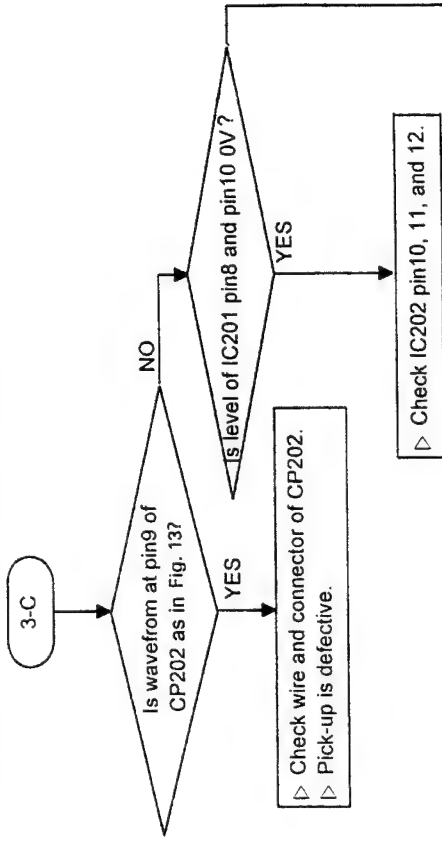 3-C
Is wavefrom at pin9 of
CP202 as in Fig. 13?
NO
YES
▷ Check wire and connector of CP202.
▷ Pick-up is defective.
Is level of IC201 pin8 and pin10 0V?
YES
▷ Check IC202 pin10, 11, and 12.